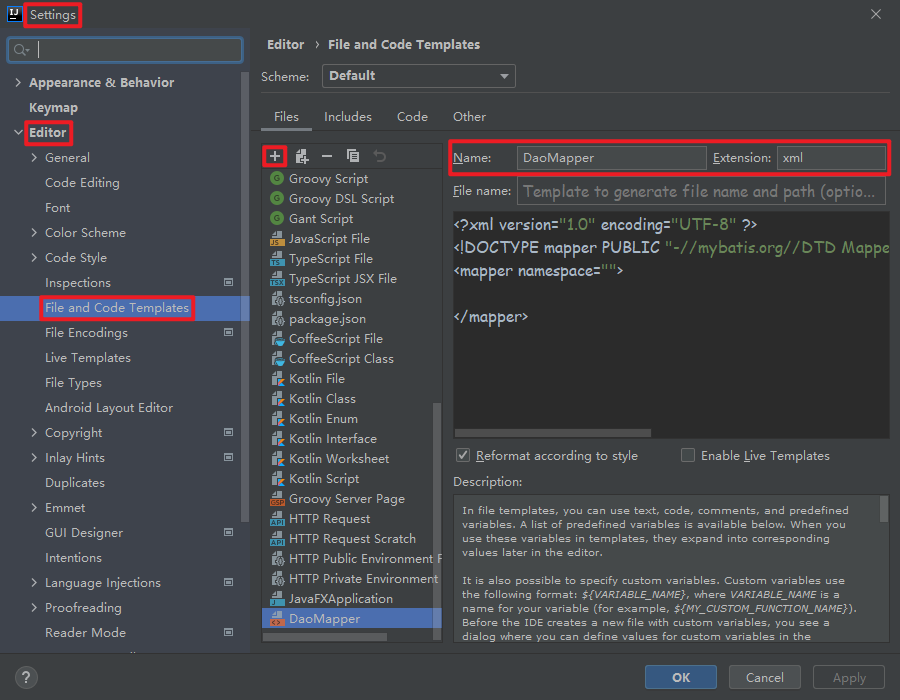 IJ
Settings
Appearance & Behavior
Keymap
Editor
General
Code Editing
Font
Color Scheme
Code Style
Inspections
File and Code Templates
File Encodings
Live Templates
File Types
Android Layout Editor
Copyright
Inlay Hints
Duplicates
Emmet
GUI Designer
Intentions
Language Injections
Proofreading
Reader Mode
Editor › File and Code Templates
Scheme: Default
Files Includes Code Other
Groovy Script
Groovy DSL Script
Gant Script
JavaScript File
TypeScript File
TypeScript JSX File
tsconfig.json
package.json
CoffeeScript File
CoffeeScript Class
Kotlin File
Kotlin Class
Kotlin Enum
Kotlin Interface
Kotlin Worksheet
Kotlin Script
Groovy Server Page
HTTP Request
HTTP Request Scratch
HTTP Public Environment F
HTTP Private Environment
JavaFXApplication
DaoMapper
Name: DaoMapper Extension: xml
File name: Template to generate file name and path (optio...
<?xml version="1.0" encoding="UTF-8" ?>
<!DOCTYPE mapper PUBLIC "-//mybatis.org//DTD Mappe
<mapper namespace="">
</mapper>
Reformat according to style Enable Live Templates
Description:
In file templates, you can use text, code, comments, and predefined
variables. A list of predefined variables is available below. When you
use these variables in templates, they expand into corresponding
values later in the editor.
It is also possible to specify custom variables. Custom variables use
the following format: ${VARIABLE_NAME}, where VARIABLE_NAME is a
name for your variable (for example, ${MY_CUSTOM_FUNCTION_NAME}).
Before the IDE creates a new file with custom variables, you see a
dialog where you can define values for custom variables in the
? OK Cancel Apply